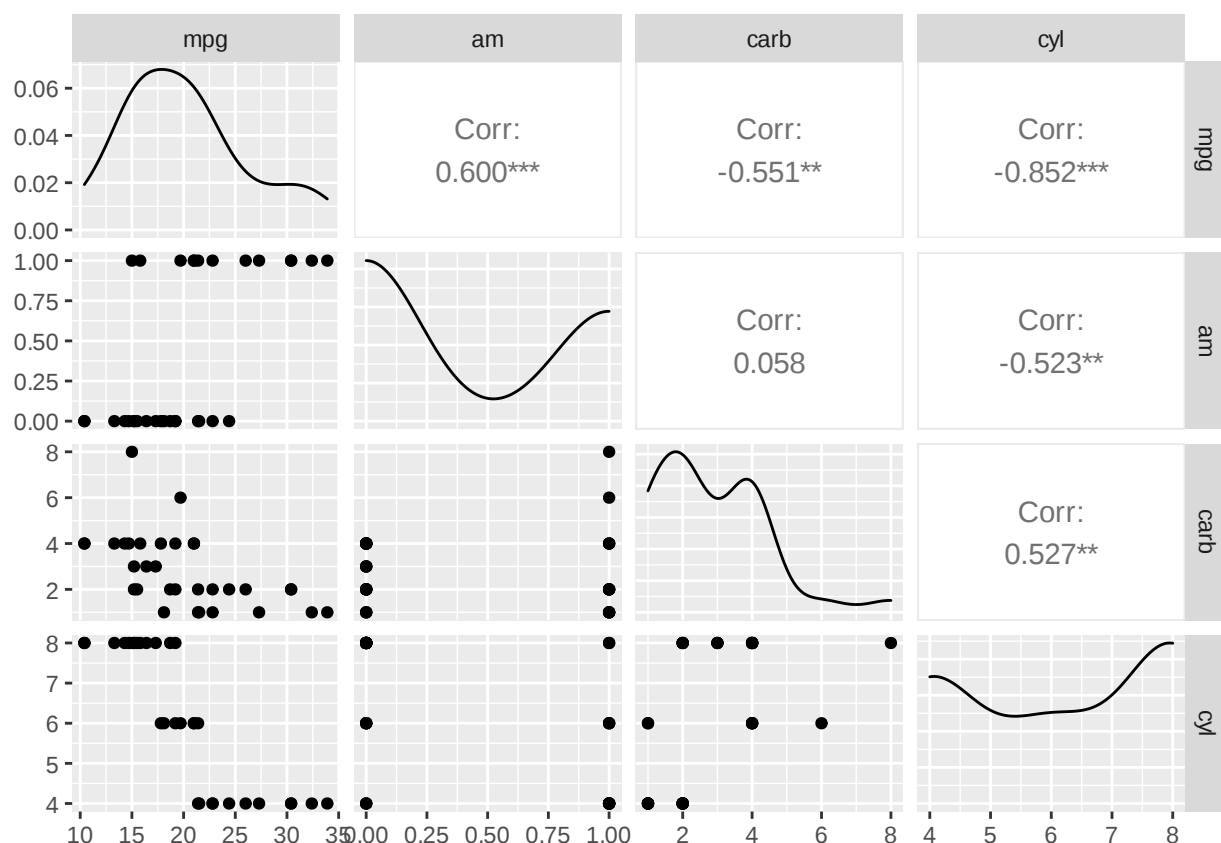 mpg am carb cyl
0.06
0.04
0.02
0.00
Corr:
0.600***
Corr:
-0.551**
Corr:
-0.852***
mpg
1.00
0.75
0.50
0.25
0.00
Corr:
0.058
Corr:
-0.523**
am
8
6
4
2
Corr:
0.527**
carb
8
7
6
5
4
cyl
10 15 20 25 30 35 0.00 0.25 0.50 0.75 1.00 2 4 6 8 4 5 6 7 8